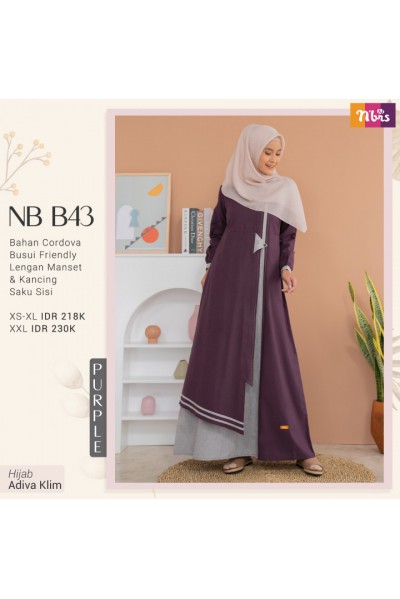 Nbrs
NB B43
Bahan Cordova
Busui Friendly
Lengan Manset
& Kancing
Saku Sisi
XS-XL IDR 218K
XXL IDR 230K
PURPLE
Hijab
Adiva Klim
GIVENCHY